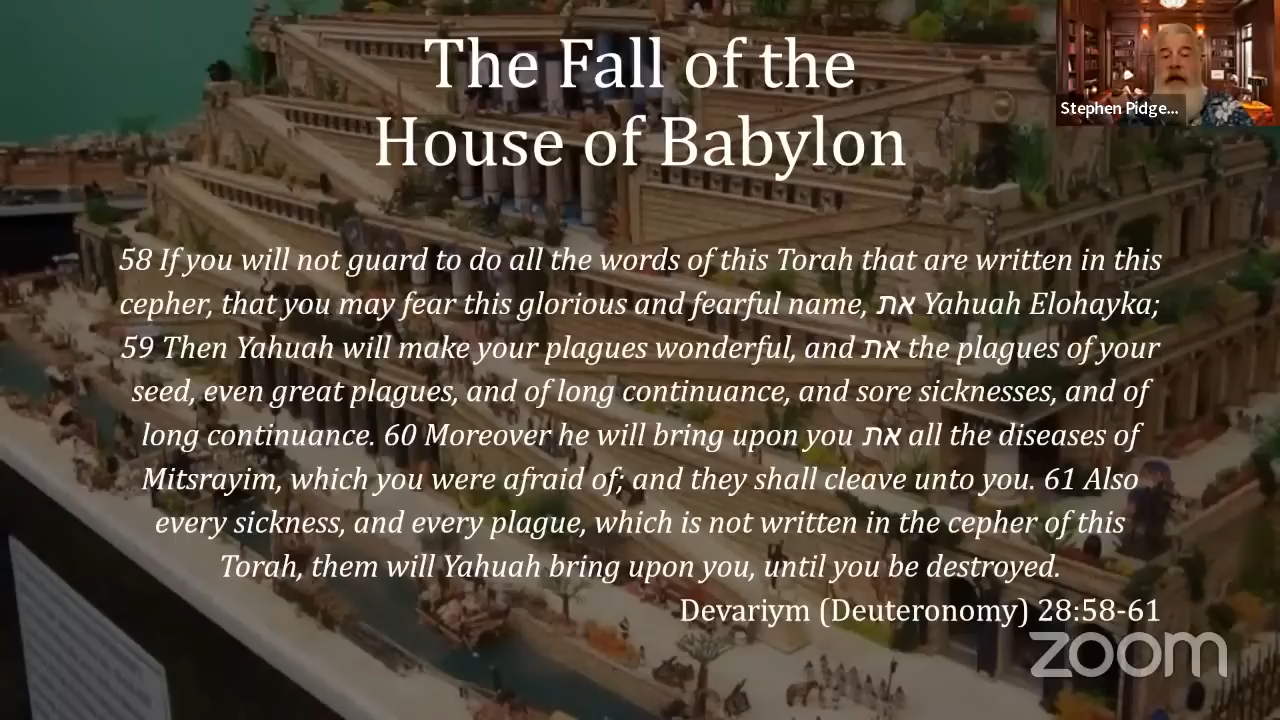 Stephen Pidge...
The Fall of the
House of Babylon
58 If you will not guard to do all the words of this Torah that are written in this
cepher, that you may fear this glorious and fearful name, את Yahuah Elohayka;
59 Then Yahuah will make your plagues wonderful, and את the plagues of your
seed, even great plagues, and of long continuance, and sore sicknesses, and of
long continuance. 60 Moreover he will bring upon you את all the diseases of
Mitsrayim, which you were afraid of; and they shall cleave unto you. 61 Also
every sickness, and every plague, which is not written in the cepher of this
Torah, them will Yahuah bring upon you, until you be destroyed.
Devariym (Deuteronomy) 28:58-61
zoom